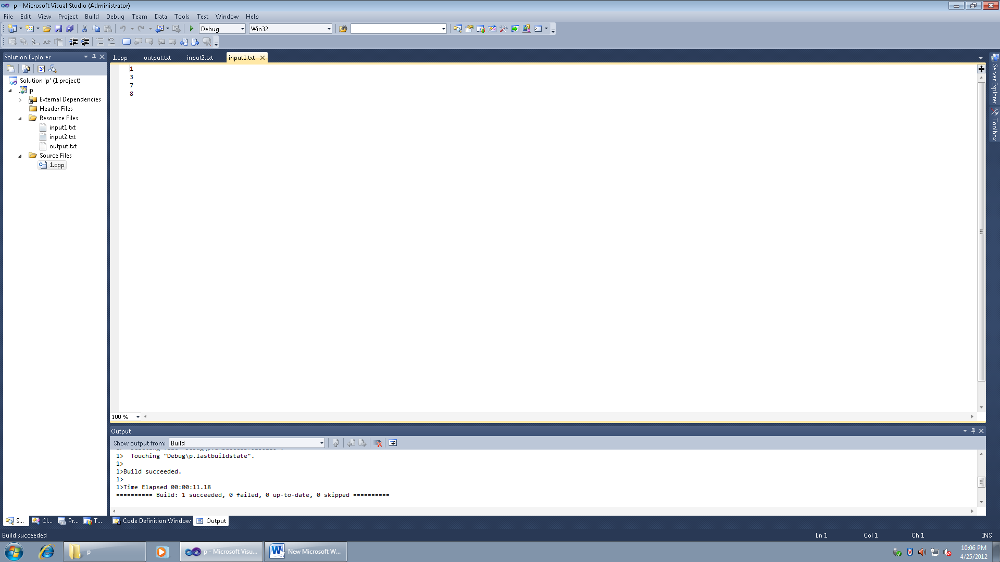 p - Microsoft Visual Studio (Administrator)
File Edit View Project Build Debug Team Data Tools Test Window Help
Debug Win32
Solution Explorer
1.cpp output.txt input2.txt input1.txt
Solution 'p' (1 project)
p
External Dependencies
Header Files
Resource Files
input1.txt
input2.txt
output.txt
Source Files
1.cpp
1
3
7
8
Server Explorer
Toolbox
100 %
Output
Show output from: Build
1>  Touching "Debug\p.lastbuildstate".
1>
1>Build succeeded.
1>
1>Time Elapsed 00:00:11.18
========== Build: 1 succeeded, 0 failed, 0 up-to-date, 0 skipped ==========
S... Cl... Pr... T... Code Definition Window Output
Build succeeded Ln 1 Col 1 Ch 1 INS
p p - Microsoft Visu... New Microsoft W...
10:06 PM
4/25/2012